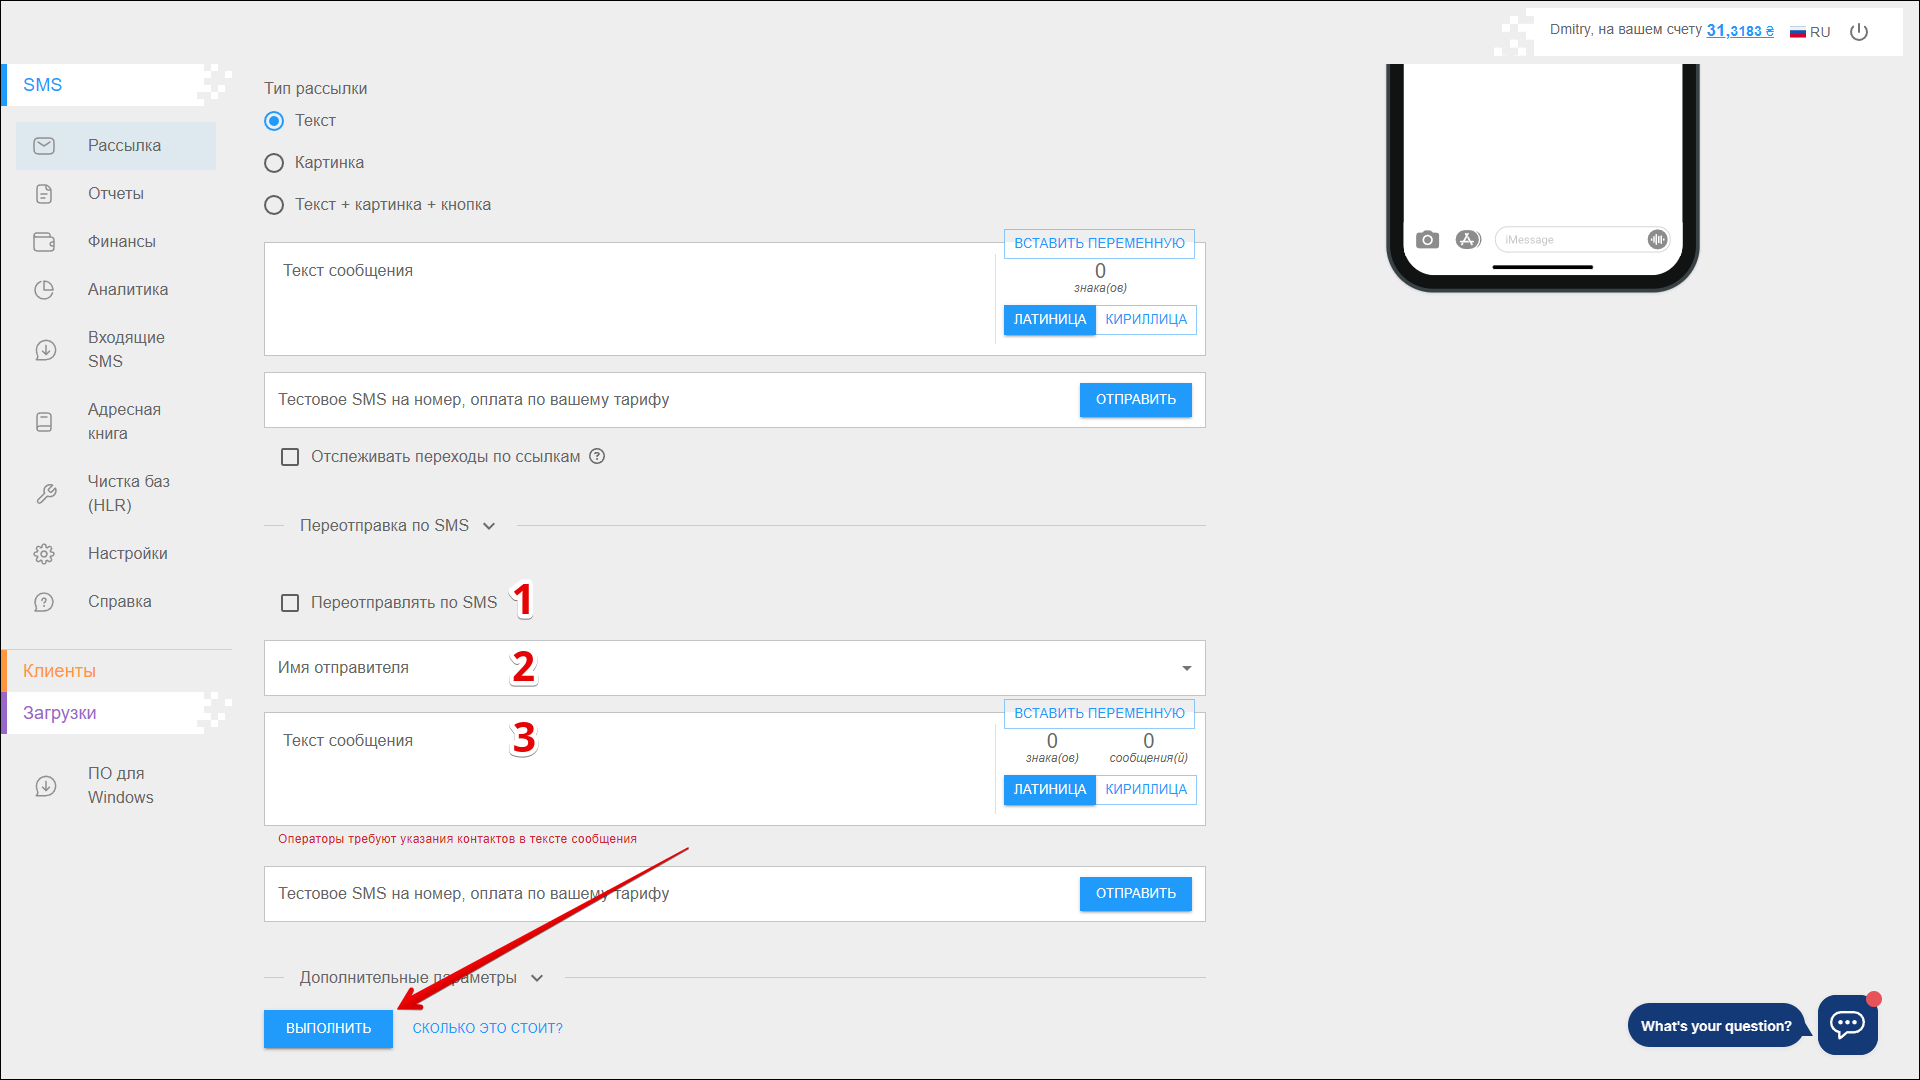 Dmitry, на вашем счету 31,3183 ₴ RU
SMS
Рассылка
Отчеты
Финансы
Аналитика
Входящие
SMS
Адресная
книга
Чистка баз
(HLR)
Настройки
Справка
Клиенты
Загрузки
ПО для
Windows
Тип рассылки
Текст
Картинка
Текст + картинка + кнопка
Текст сообщения
ВСТАВИТЬ ПЕРЕМЕННУЮ
0
знака(ов)
ЛАТИНИЦА КИРИЛЛИЦА
Тестовое SMS на номер, оплата по вашему тарифу
ОТПРАВИТЬ
Отслеживать переходы по ссылкам ?
Переотправка по SMS
Переотправлять по SMS 1
Имя отправителя 2
Текст сообщения 3
ВСТАВИТЬ ПЕРЕМЕННУЮ
0 0
знака(ов) сообщения(й)
ЛАТИНИЦА КИРИЛЛИЦА
Операторы требуют указания контактов в тексте сообщения
Тестовое SMS на номер, оплата по вашему тарифу
ОТПРАВИТЬ
Дополнительные параметры
ВЫПОЛНИТЬ СКОЛЬКО ЭТО СТОИТ?
iMessage
What's your question?